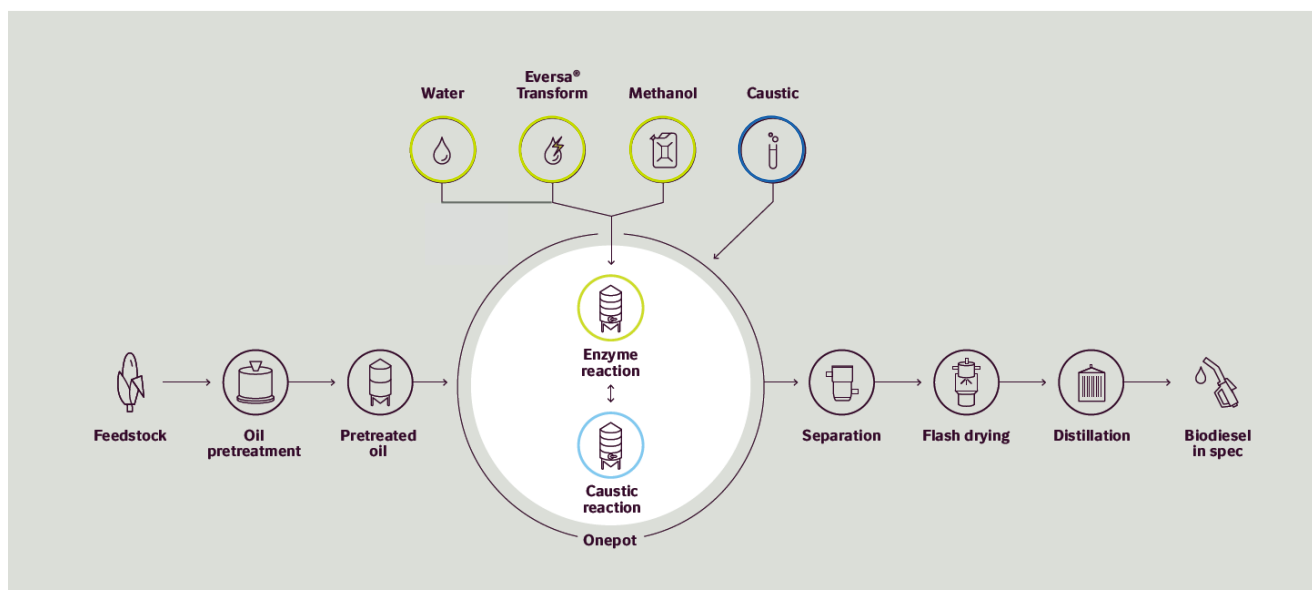 Water
Eversa®
Transform
Methanol
Caustic
Enzyme
reaction
Caustic
reaction
Onepot
Feedstock
Oil
pretreatment
Pretreated
oil
Separation
Flash drying
Distillation
Biodiesel
in spec